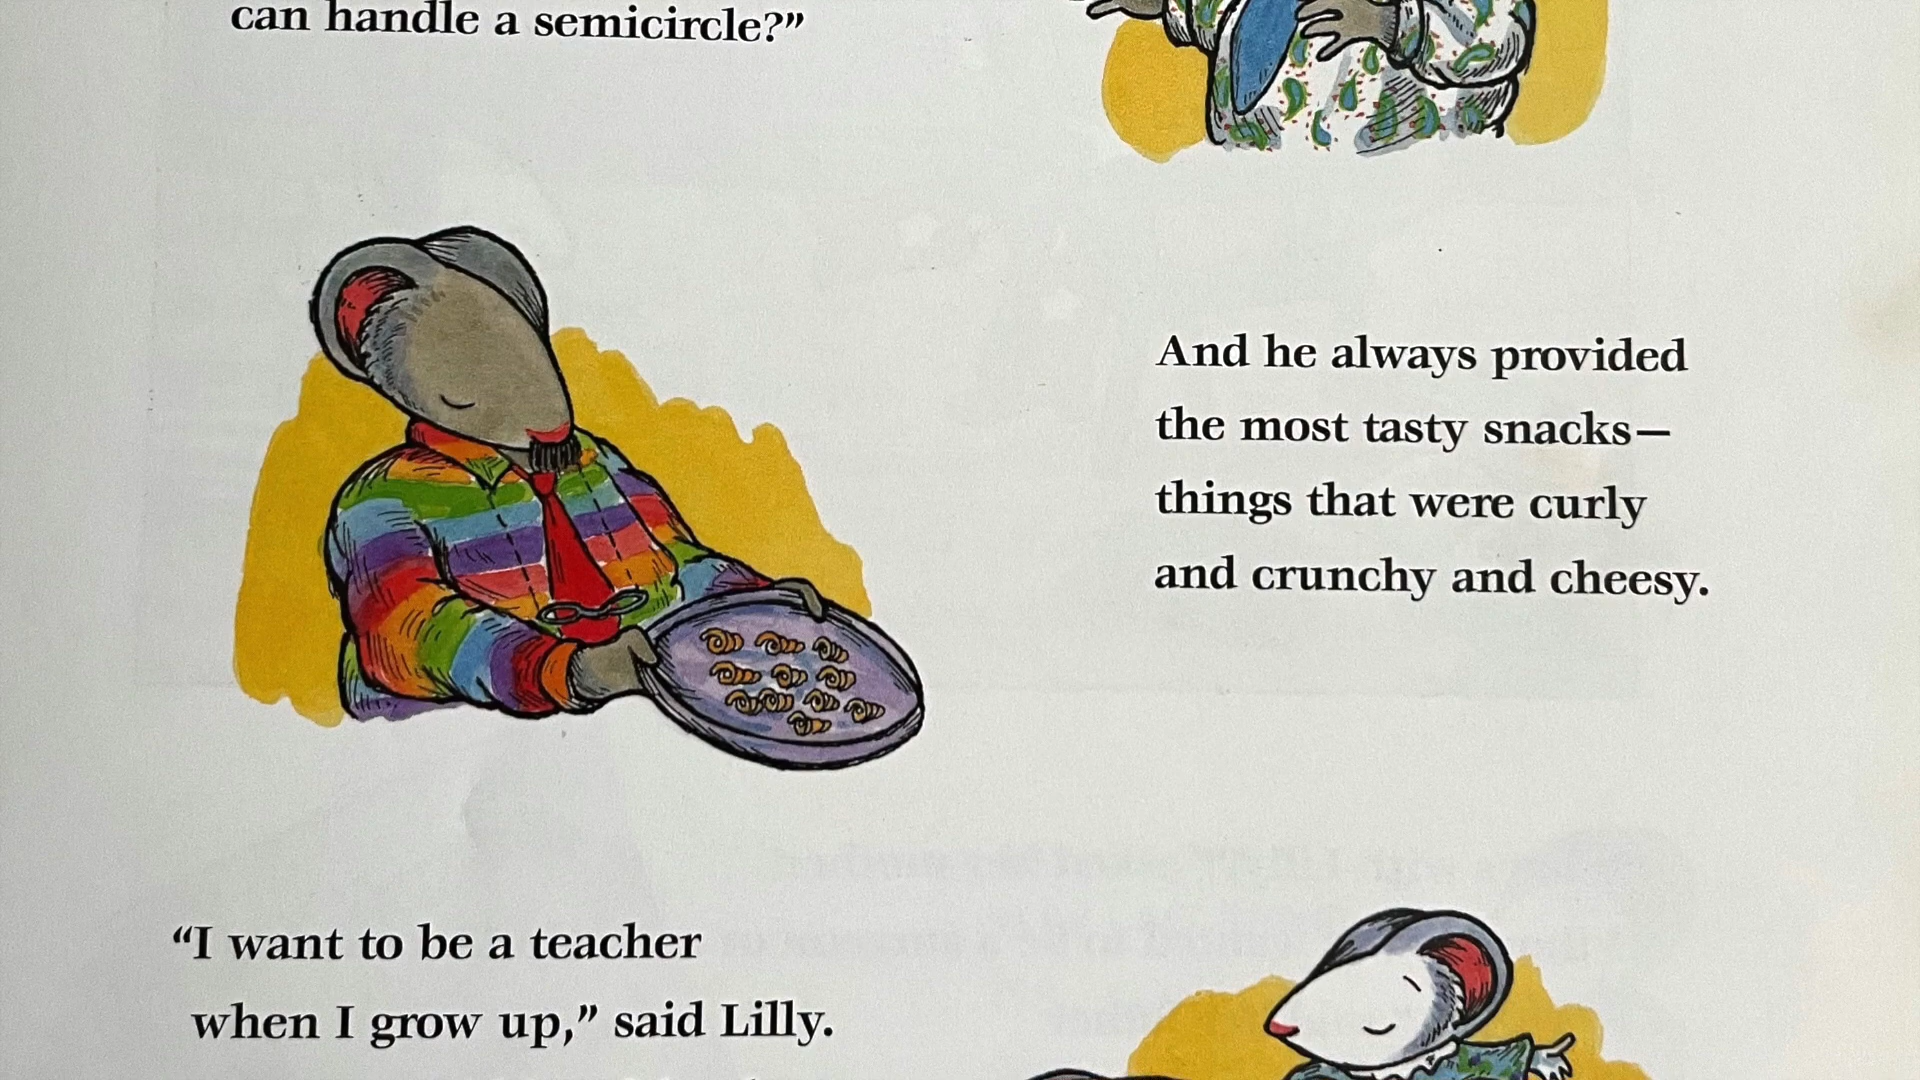 can handle a semicircle?”
And he always provided
the most tasty snacks—
things that were curly
and crunchy and cheesy.
“I want to be a teacher
when I grow up,” said Lilly.